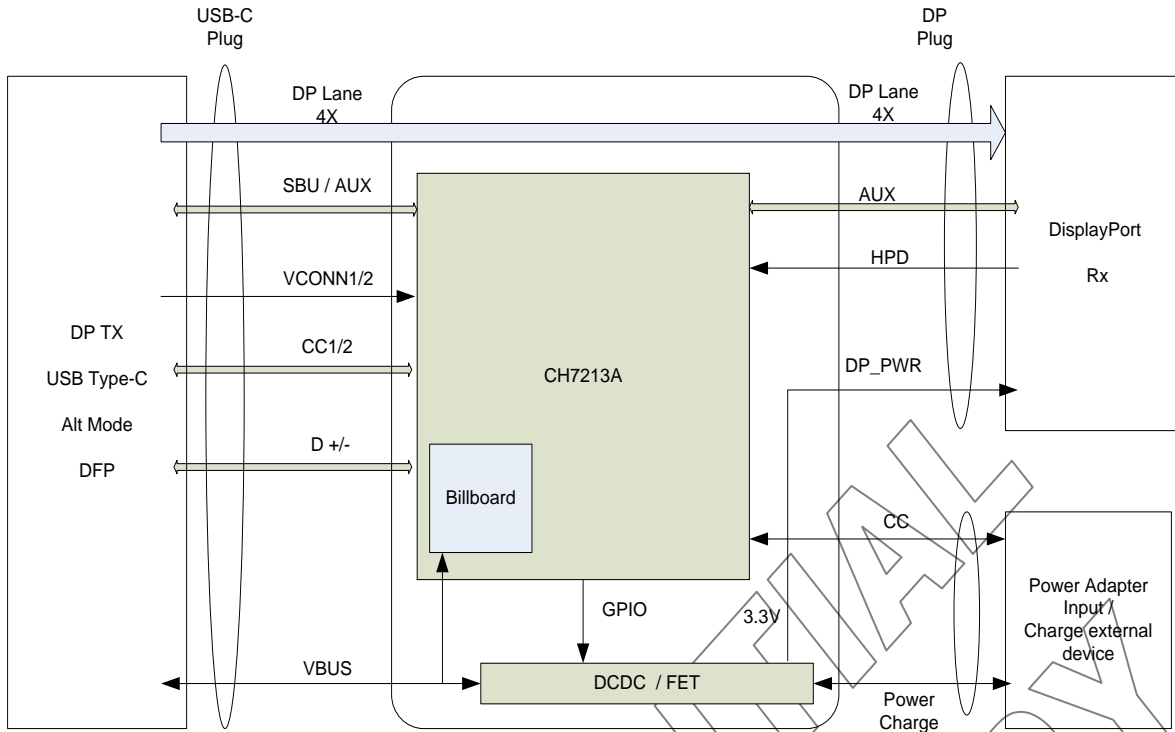 USB-C
Plug
DP
Plug
DP Lane
4X
DP Lane
4X
SBU / AUX
AUX
HPD
VCONN1/2
CC1/2
D +/-
DP TX
USB Type-C
Alt Mode
DFP
CH7213A
Billboard
DisplayPort
Rx
DP_PWR
CC
GPIO
3.3V
VBUS
DCDC / FET
Power
Charge
Power Adapter
Input /
Charge external
device